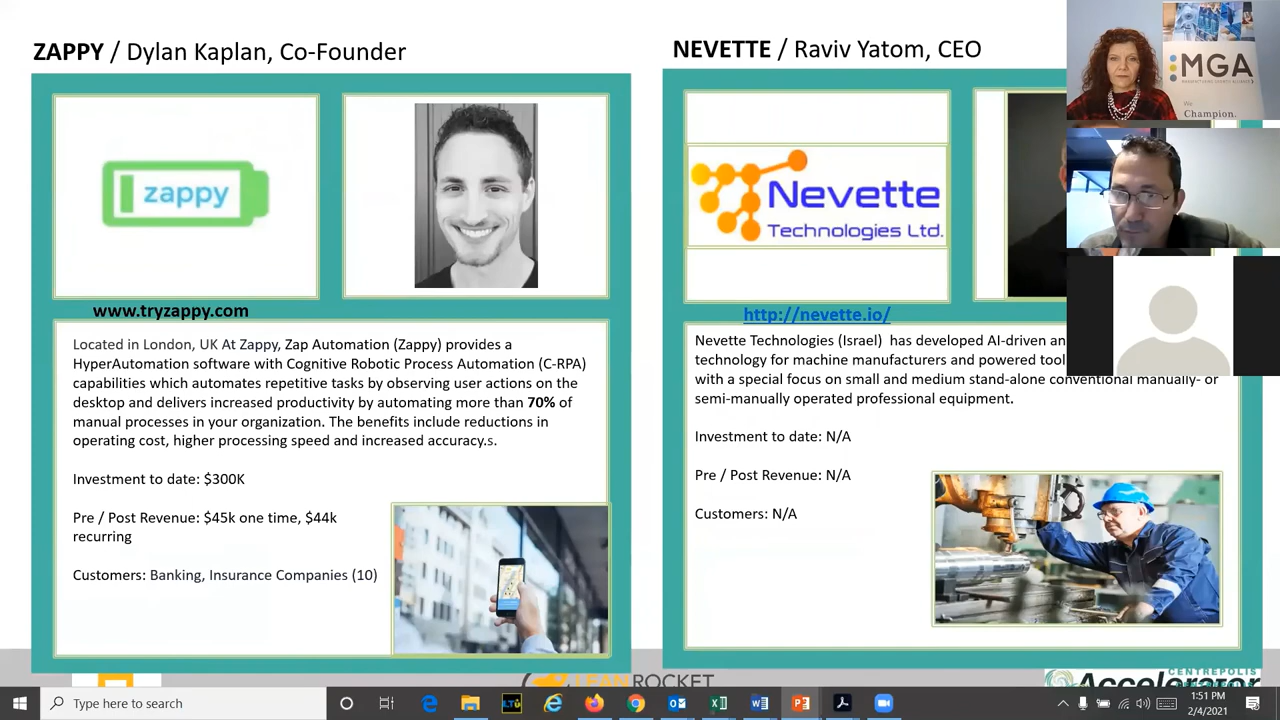 ZAPPY / Dylan Kaplan, Co-Founder
zappy
www.tryzappy.com
Located in London, UK At Zappy, Zap Automation (Zappy) provides a
HyperAutomation software with Cognitive Robotic Process Automation (C-RPA)
capabilities which automates repetitive tasks by observing user actions on the
desktop and delivers increased productivity by automating more than 70% of
manual processes in your organization. The benefits include reductions in
operating cost, higher processing speed and increased accuracy.s.
Investment to date: $300K
Pre / Post Revenue: $45k one time, $44k
recurring
Customers: Banking, Insurance Companies (10)
NEVETTE / Raviv Yatom, CEO
Nevette
Technologies Ltd.
http://nevette.io/
Nevette Technologies (Israel) has developed AI-driven an
technology for machine manufacturers and powered tool
with a special focus on small and medium stand-alone conventional manually- or
semi-manually operated professional equipment.
Investment to date: N/A
Pre / Post Revenue: N/A
Customers: N/A
MGA
We
Champion.
LEAN ROCKET
CENTREPOLIS
Accelerator
Type here to search
LTU
1:51 PM
2/4/2021